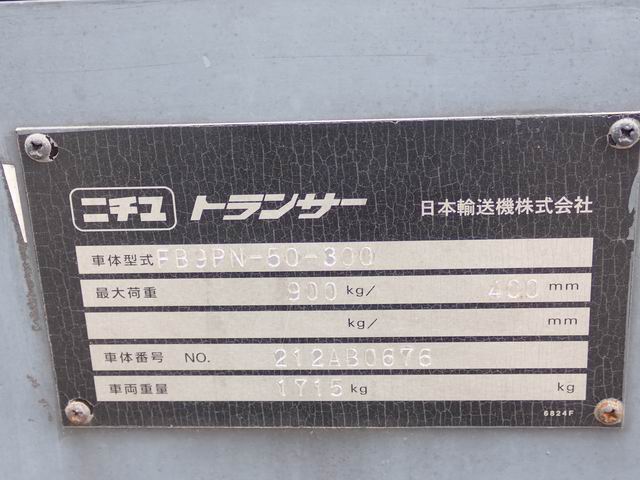 ニチユ トランサー 日本輸送機株式会社
車体型式 FB9PN-50-300
最大荷重 900 kg/ 400 mm
kg/ mm
車体番号 NO. 212AB0676
車両重量 1715 kg kg
6824F